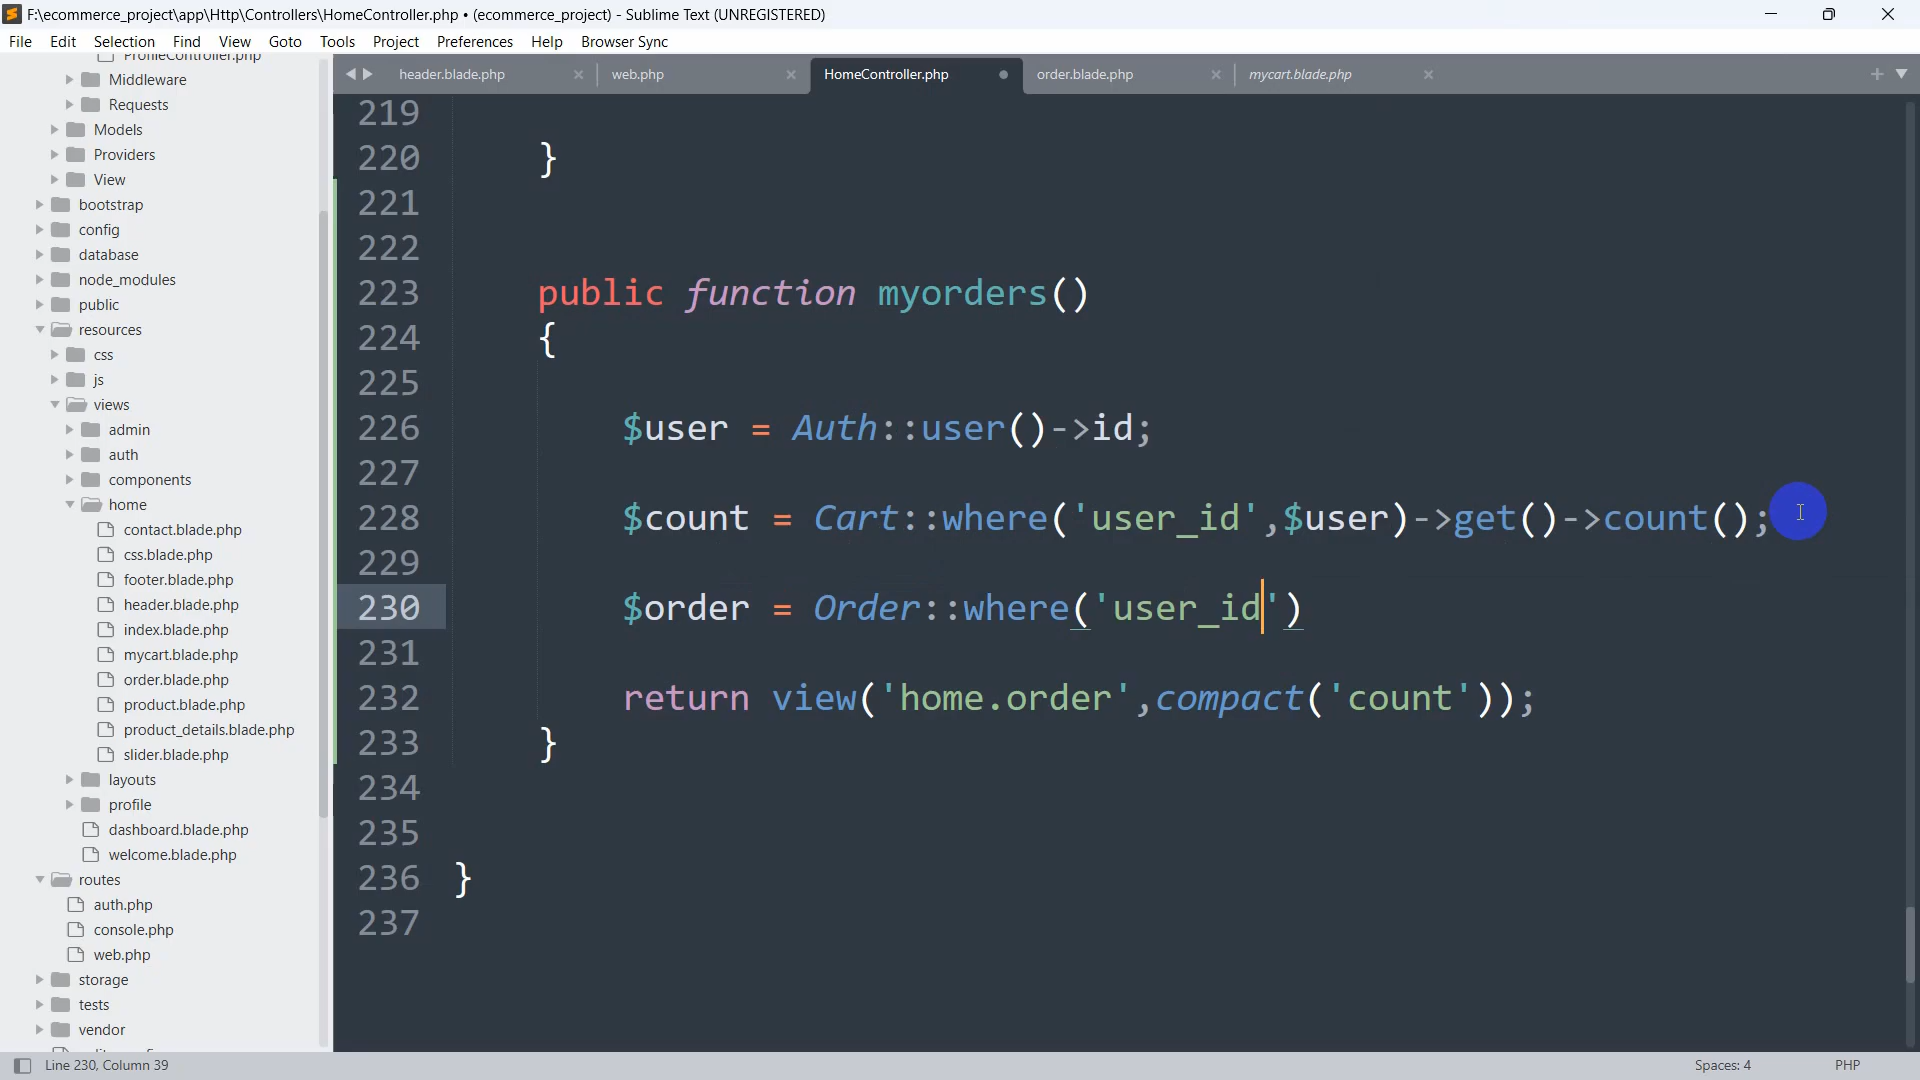 F:\ecommerce_project\app\Http\Controllers\HomeController.php • (ecommerce_project) - Sublime Text (UNREGISTERED)
File Edit Selection Find View Goto Tools Project Preferences Help Browser Sync
header.blade.php web.php HomeController.php order.blade.php mycart.blade.php
ProfileController.php
Middleware
Requests
Models
Providers
View
bootstrap
config
database
node_modules
public
resources
css
js
views
admin
auth
components
home
contact.blade.php
css.blade.php
footer.blade.php
header.blade.php
index.blade.php
mycart.blade.php
order.blade.php
product.blade.php
product_details.blade.php
slider.blade.php
layouts
profile
dashboard.blade.php
welcome.blade.php
routes
auth.php
console.php
web.php
storage
tests
vendor
219
220 }
221
222
223 public function myorders()
224 {
225
226 $user = Auth::user()->id;
227
228 $count = Cart::where('user_id',$user)->get()->count();
229
230 $order = Order::where('user_id')
231
232 return view('home.order',compact('count'));
233 }
234
235
236 }
237
Line 230, Column 39 Spaces: 4 PHP